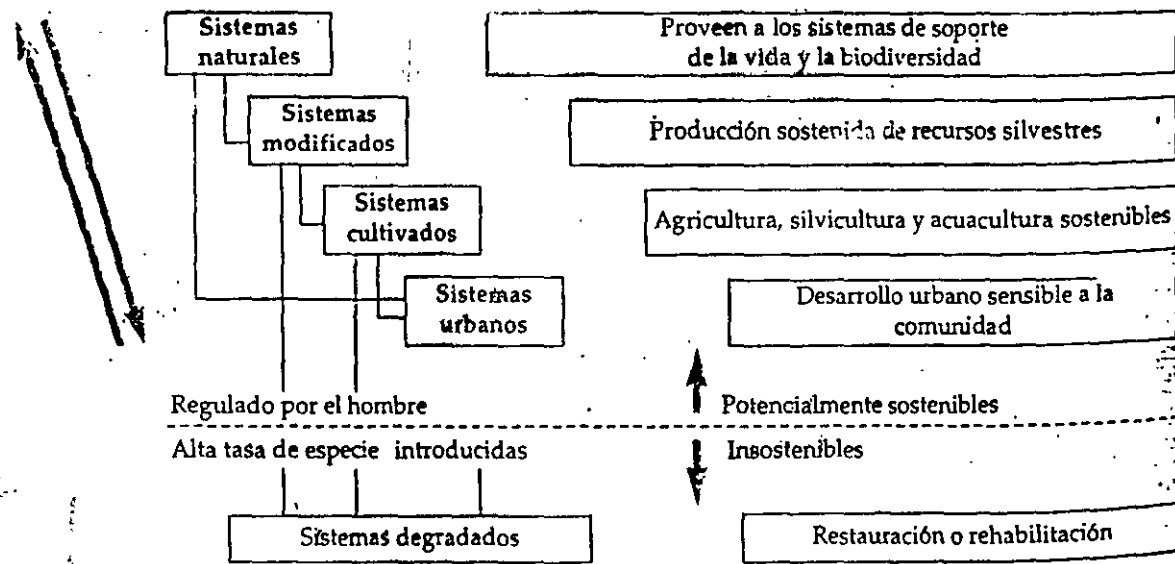 Sistemas
naturales
Proveen a los sistemas de soporte
de la vida y la biodiversidad
Sistemas
modificados
Producción sostenida de recursos silvestres
Sistemas
cultivados
Agricultura, silvicultura y acuacultura sostenibles
Sistemas
urbanos
Desarrollo urbano sensible a la
comunidad
Regulado por el hombre
Potencialmente sostenibles
Alta tasa de especie introducidas
Insostenibles
Sistemas degradados
Restauración o rehabilitación